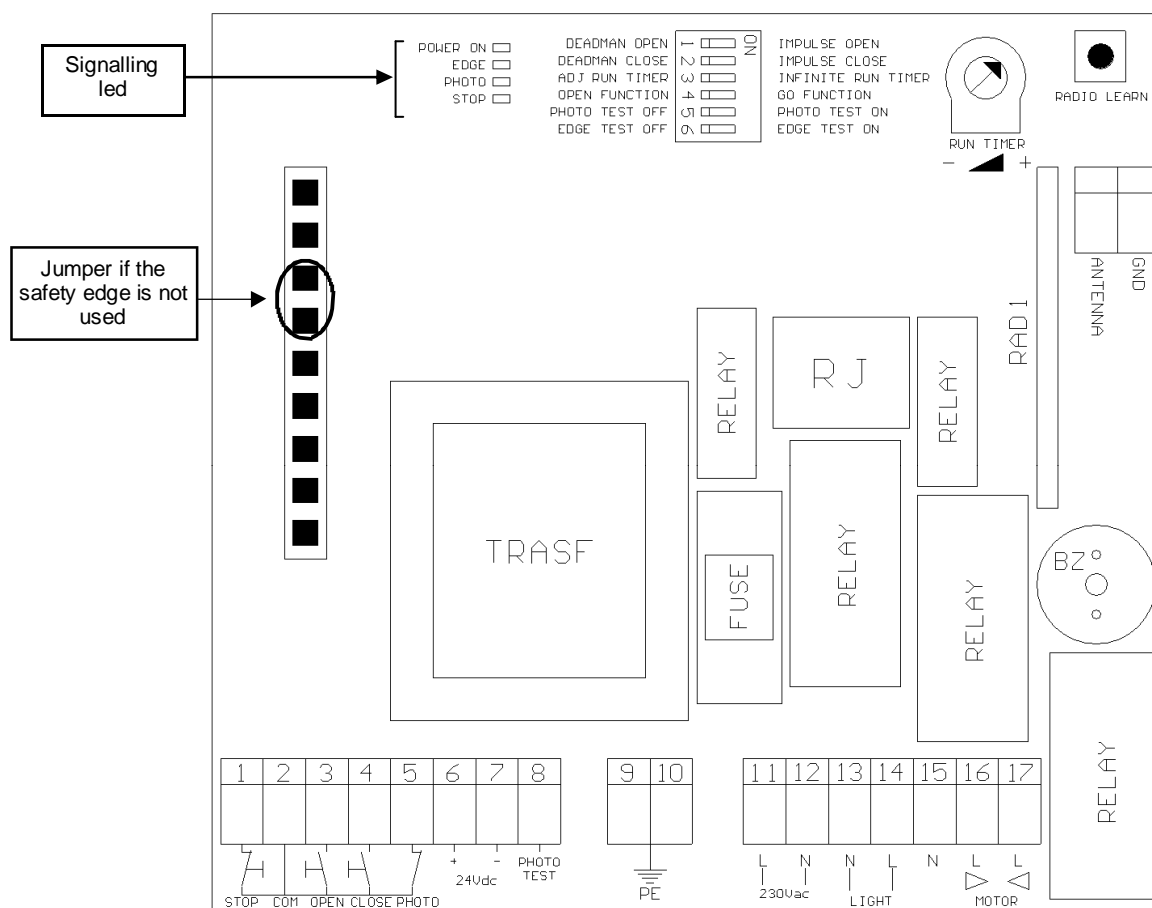 Signalling
led
POWER ON
EDGE
PHOTO
STOP
DEADMAN OPEN 1 ON IMPULSE OPEN
DEADMAN CLOSE 2 IMPULSE CLOSE
ADJ RUN TIMER 3 INFINITE RUN TIMER
OPEN FUNCTION 4 GO FUNCTION
PHOTO TEST OFF 5 PHOTO TEST ON
EDGE TEST OFF 6 EDGE TEST ON
RUN TIMER
- +
RADIO LEARN
Jumper if the
safety edge is not
used
ANTENNA
GND
RAD1
RELAY
RJ
RELAY
TRASF
FUSE
RELAY
RELAY
BZ
RELAY
1 2 3 4 5 6 7 8
9 10
11 12 13 14 15 16 17
STOP COM OPEN CLOSE PHOTO
+ -
24Vdc
PHOTO
TEST
PE
L N N L N L L
230Vac
LIGHT
MOTOR